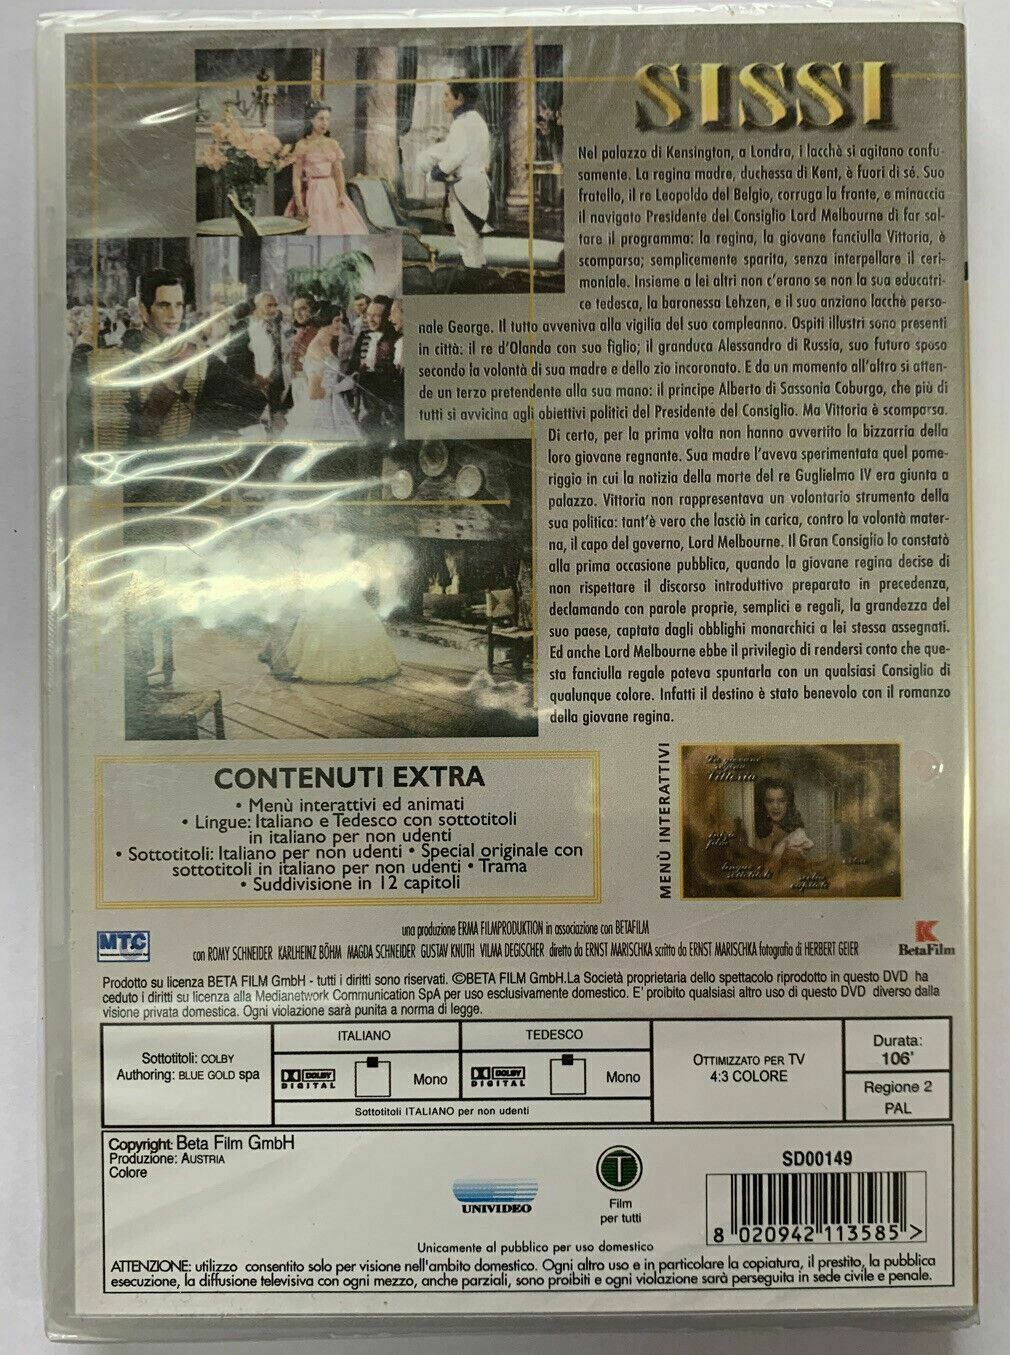 SISSI
Nel palazzo di Kensington, a Londra, i lacchè si agitano confu-
samente. La regina madre, duchessa di Kent, è fuori di sé. Suo
fratello, il re Leopoldo del Belgio, corruga la fronte, e minaccia
il navigato Presidente del Consiglio Lord Melbourne di far sal-
tare il programma: la regina, la giovane fanciulla Vittoria, è
scomparsa; semplicemente sparita, senza interpellare il ceri-
moniale. Insieme a lei altri non c'erano se non la sua educatri-
ce tedesca, la baronessa Lehzen, e il suo anziano lacchè perso-
nale George. Il tutto avveniva alla vigilia del suo compleanno. Ospiti illustri sono presenti
in città: il re d'Olanda con suo figlio; il granduca Alessandro di Russia, suo futuro sposo
secondo la volontà di sua madre e dello zio incoronato. E da un momento all'altro si atten-
de un terzo pretendente alla sua mano: il principe Alberto di Sassonia Coburgo, che più di
tutti si avvicina agli obiettivi politici del Presidente del Consiglio. Ma Vittoria è scomparsa.
Di certo, per la prima volta non hanno avvertito la bizzarria della
loro giovane regnante. Sua madre l'aveva sperimentata quel pome-
riggio in cui la notizia della morte del re Guglielmo IV era giunta a
palazzo. Vittoria non rappresentava un volontario strumento della
sua politica: tant'è vero che lasciò in carica, contro la volontà mater-
na, il capo del governo, Lord Melbourne. Il Gran Consiglio lo constatò
alla prima occasione pubblica, quando la giovane regina decise di
non rispettare il discorso introduttivo preparato in precedenza,
declamando con parole proprie, semplici e regali, la grandezza del
suo paese, captata dagli obblighi monarchici a lei stessa assegnati.
Ed anche Lord Melbourne ebbe il privilegio di rendersi conto che que-
sta fanciulla regale poteva spuntarla con un qualsiasi Consiglio di
qualunque colore. Infatti il destino è stato benevolo con il romanzo
della giovane regina.
CONTENUTI EXTRA
• Menù interattivi ed animati
• Lingue: Italiano e Tedesco con sottotitoli
in italiano per non udenti
• Sottotitoli: Italiano per non udenti • Special originale con
sottotitoli in italiano per non udenti • Trama
• Suddivisione in 12 capitoli
MENÙ INTERATTIVI
La giovane
regina
Vittoria
inizio
film
lingue e
sottotitoli
scelta
capitoli
extra
MTC
una produzione ERMA FILMPRODUKTION in associazione con BETAFILM
con ROMY SCHNEIDER KARLHEINZ BÖHM MAGDA SCHNEIDER GUSTAV KNUTH VILMA DEGISCHER diretto da ERNST MARISCHKA scritto da ERNST MARISCHKA fotografia di HERBERT GEIER
BetaFilm
Prodotto su licenza BETA FILM GmbH - tutti i diritti sono riservati. ©BETA FILM GmbH.La Società proprietaria dello spettacolo riprodotto in questo DVD ha
ceduto i diritti su licenza alla Medianetwork Communication SpA per uso esclusivamente domestico. E' proibito qualsiasi altro uso di questo DVD diverso dalla
visione privata domestica. Ogni violazione sarà punita a norma di legge.
Sottotitoli: COLBY
Authoring: BLUE GOLD spa
ITALIANO
DOLBY
DIGITAL
Mono
TEDESCO
DOLBY
DIGITAL
Mono
Sottotitoli ITALIANO per non udenti
OTTIMIZZATO PER TV
4:3 COLORE
Durata:
106'
Regione 2
PAL
Copyright: Beta Film GmbH
Produzione: AUSTRIA
Colore
UNIVIDEO
T
Film
per tutti
SD00149
8 020942 113585 >
Unicamente al pubblico per uso domestico
ATTENZIONE: utilizzo consentito solo per visione nell'ambito domestico. Ogni altro uso e in particolare la copiatura, il prestito, la pubblica
esecuzione, la diffusione televisiva con ogni mezzo, anche parziali, sono proibiti e ogni violazione sarà perseguita in sede civile e penale.